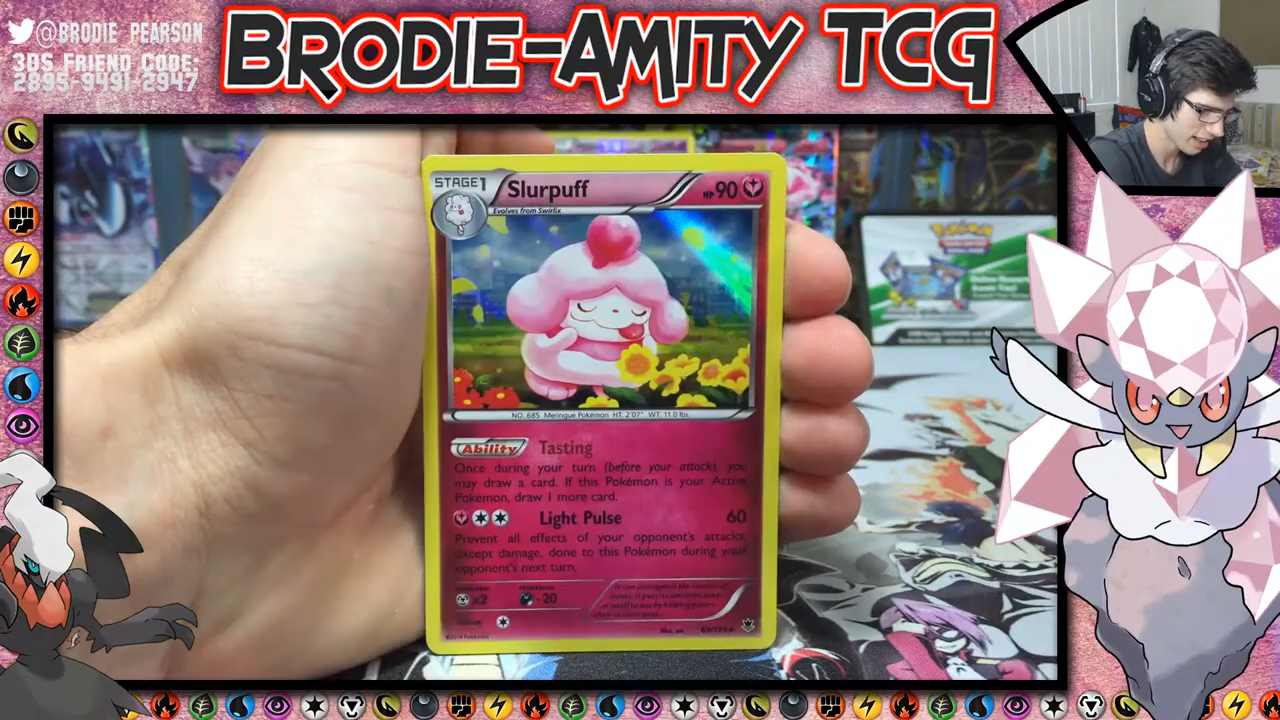 @BRODIE_PEARSON
3DS FRIEND CODE:
2895-9491-2947
BRODIE-AMITY TCG
STAGE1
Slurpuff
HP90
Evolves from Swirlix
NO. 685 Meringue Pokémon HT: 2'07" WT: 11.0 lbs.
Ability Tasting
Once during your turn (before your attack), you
may draw a card. If this Pokémon is your Active
Pokémon, draw 1 more card.
Light Pulse 60
Prevent all effects of your opponent's attacks,
except damage, done to this Pokémon during your
opponent's next turn.
×2
-20
©2014 Pokémon
Pokémon